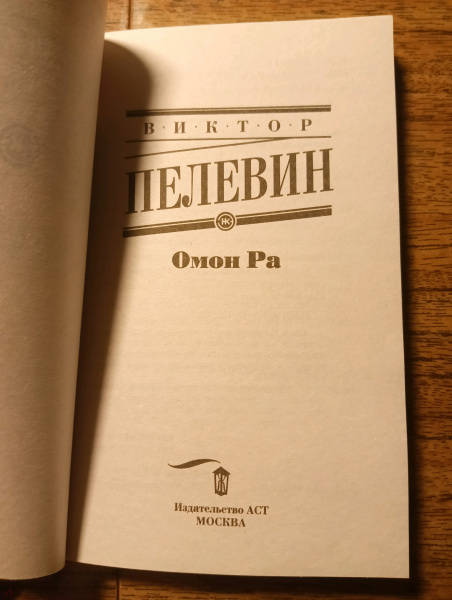 В·И·К·Т·О·Р
ПЕЛЕВИН
Ж
Омон Ра
Ж
Издательство АСТ
МОСКВА